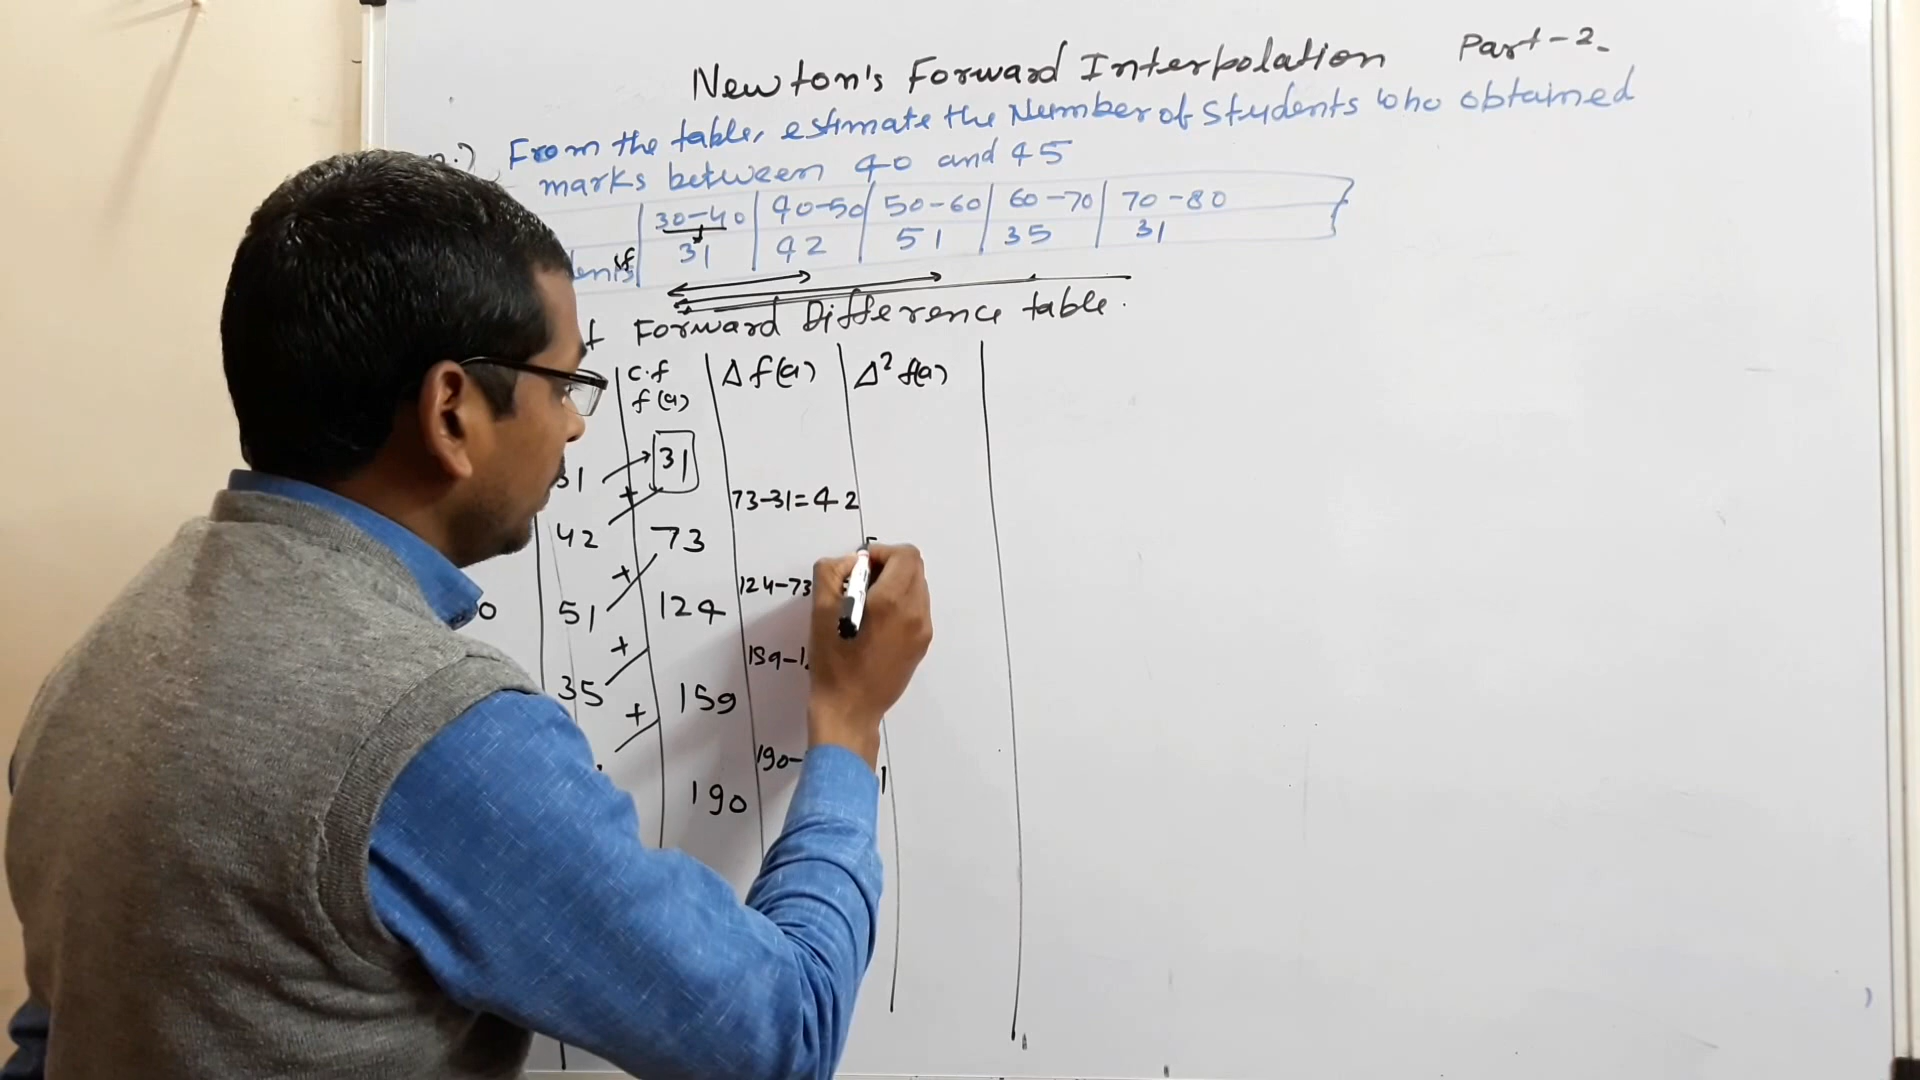 Newton's Forward Interpolation Part-2.
From the table, estimate the Number of Students who obtained
marks between 40 and 45
30-40 40-50 50-60 60-70 70-80
31 42 51 35 31
Forward Difference table.
c.f Δf(a) Δ² f(a)
f(a)
31 31
73-31=42
42 + 73
124-73
51 + 124
+
35 + 159
190-
190